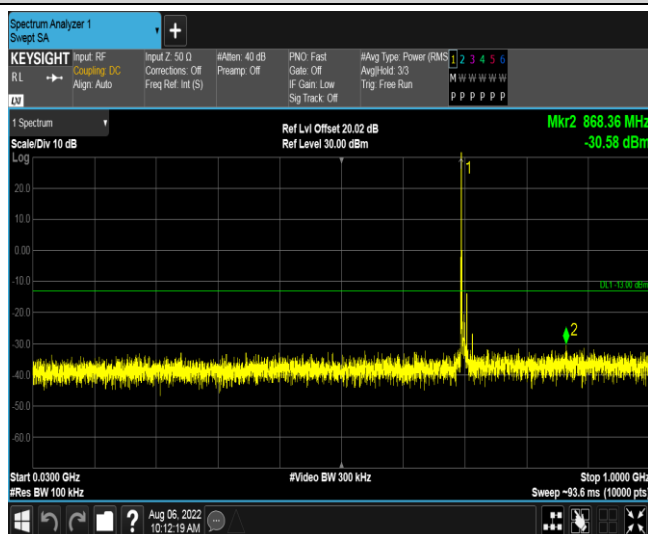 Spectrum Analyzer 1
Swept SA
+
KEYSIGHT Input: RF Input Z: 50 Ω #Atten: 40 dB PNO: Fast #Avg Type: Power (RMS 1 2 3 4 5 6
RL Coupling: DC Corrections: Off Preamp: Off Gate: Off Avg|Hold: 3/3 M W W W W W
Align: Auto Freq Ref: Int (S) IF Gain: Low Trig: Free Run
Sig Track: Off P P P P P P
LXI
1 Spectrum Ref Lvl Offset 20.02 dB Mkr2 868.36 MHz
Scale/Div 10 dB Ref Level 30.00 dBm -30.58 dBm
Log
1
20.0
10.0
0.00
-10.0
DL1 -13.00 dBm
-20.0
2
-30.0
-40.0
-50.0
-60.0
Start 0.0300 GHz #Video BW 300 kHz Stop 1.0000 GHz
#Res BW 100 kHz Sweep ~93.6 ms (10000 pts)
? Aug 06, 2022
10:12:19 AM